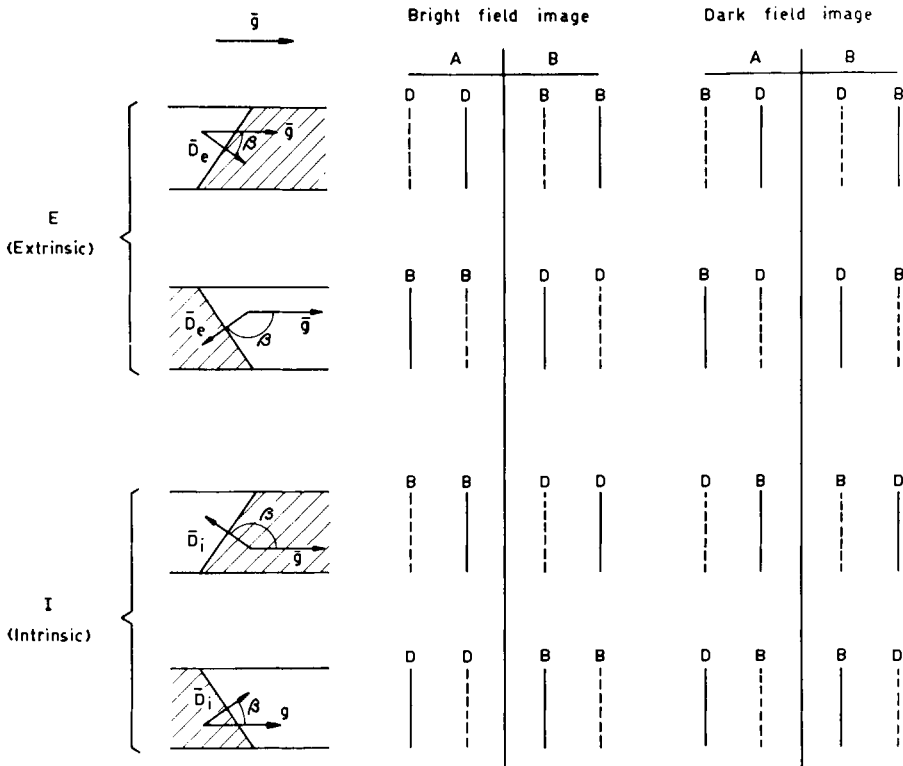 ḡ
Bright field image
Dark field image
A B
A B
D D B B
B D D B
D̄e β ḡ
E
(Extrinsic)
B B D D
B D D B
D̄e β ḡ
B B D D
D B B D
D̄i β ḡ
I
(Intrinsic)
D D B B
D B B D
D̄i β g